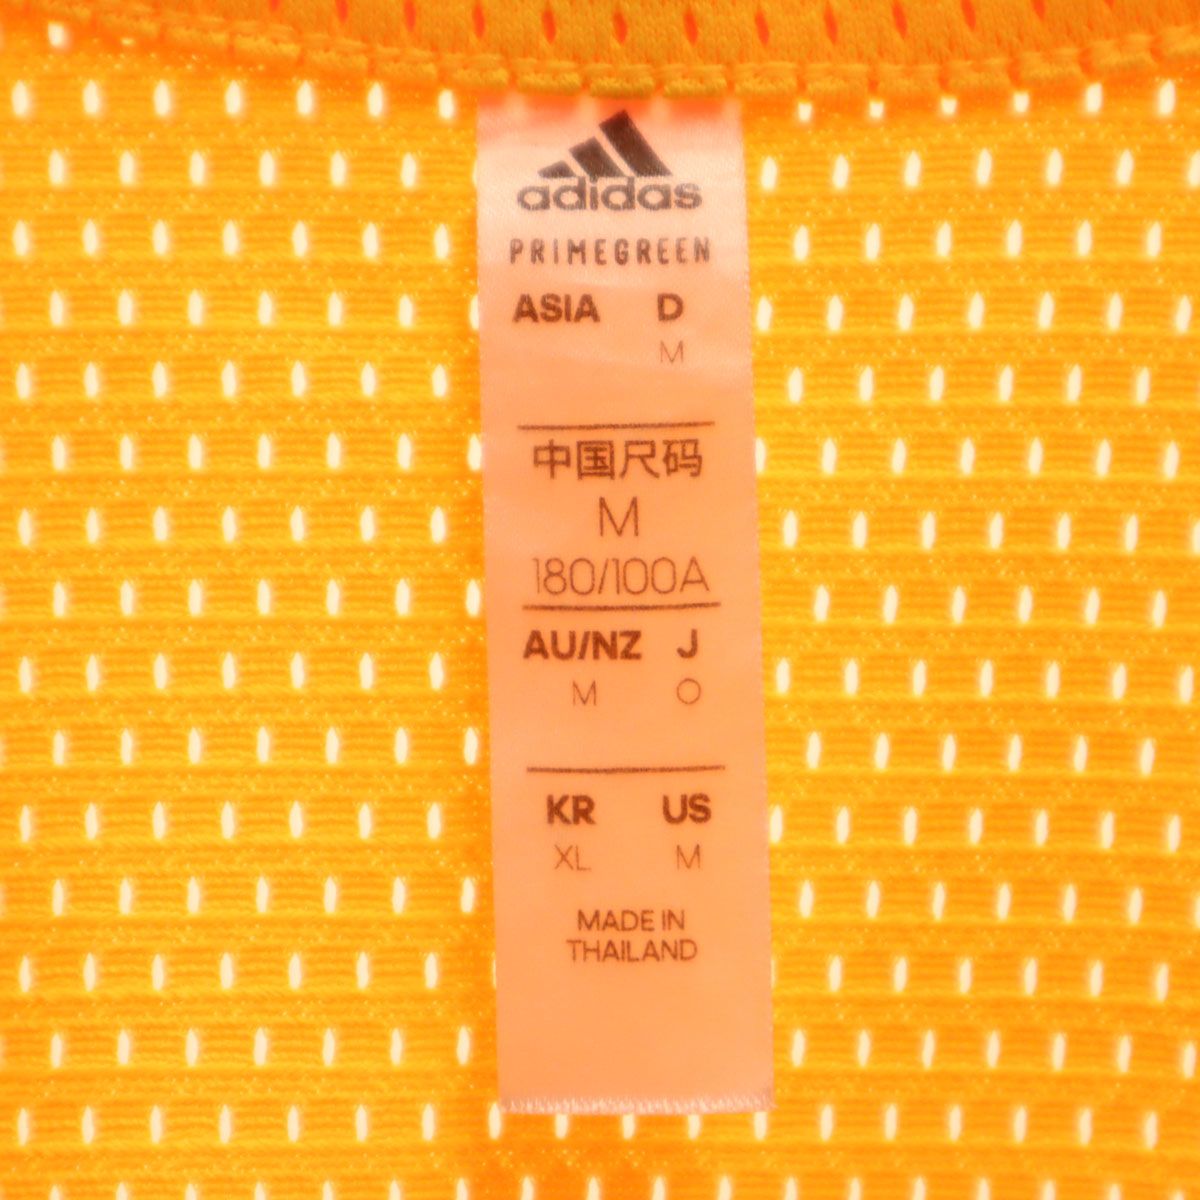 adidas
PRIMEGREEN
ASIA D
M
中国尺码
M
180/100A
AU/NZ J
M O
KR US
XL M
MADE IN
THAILAND